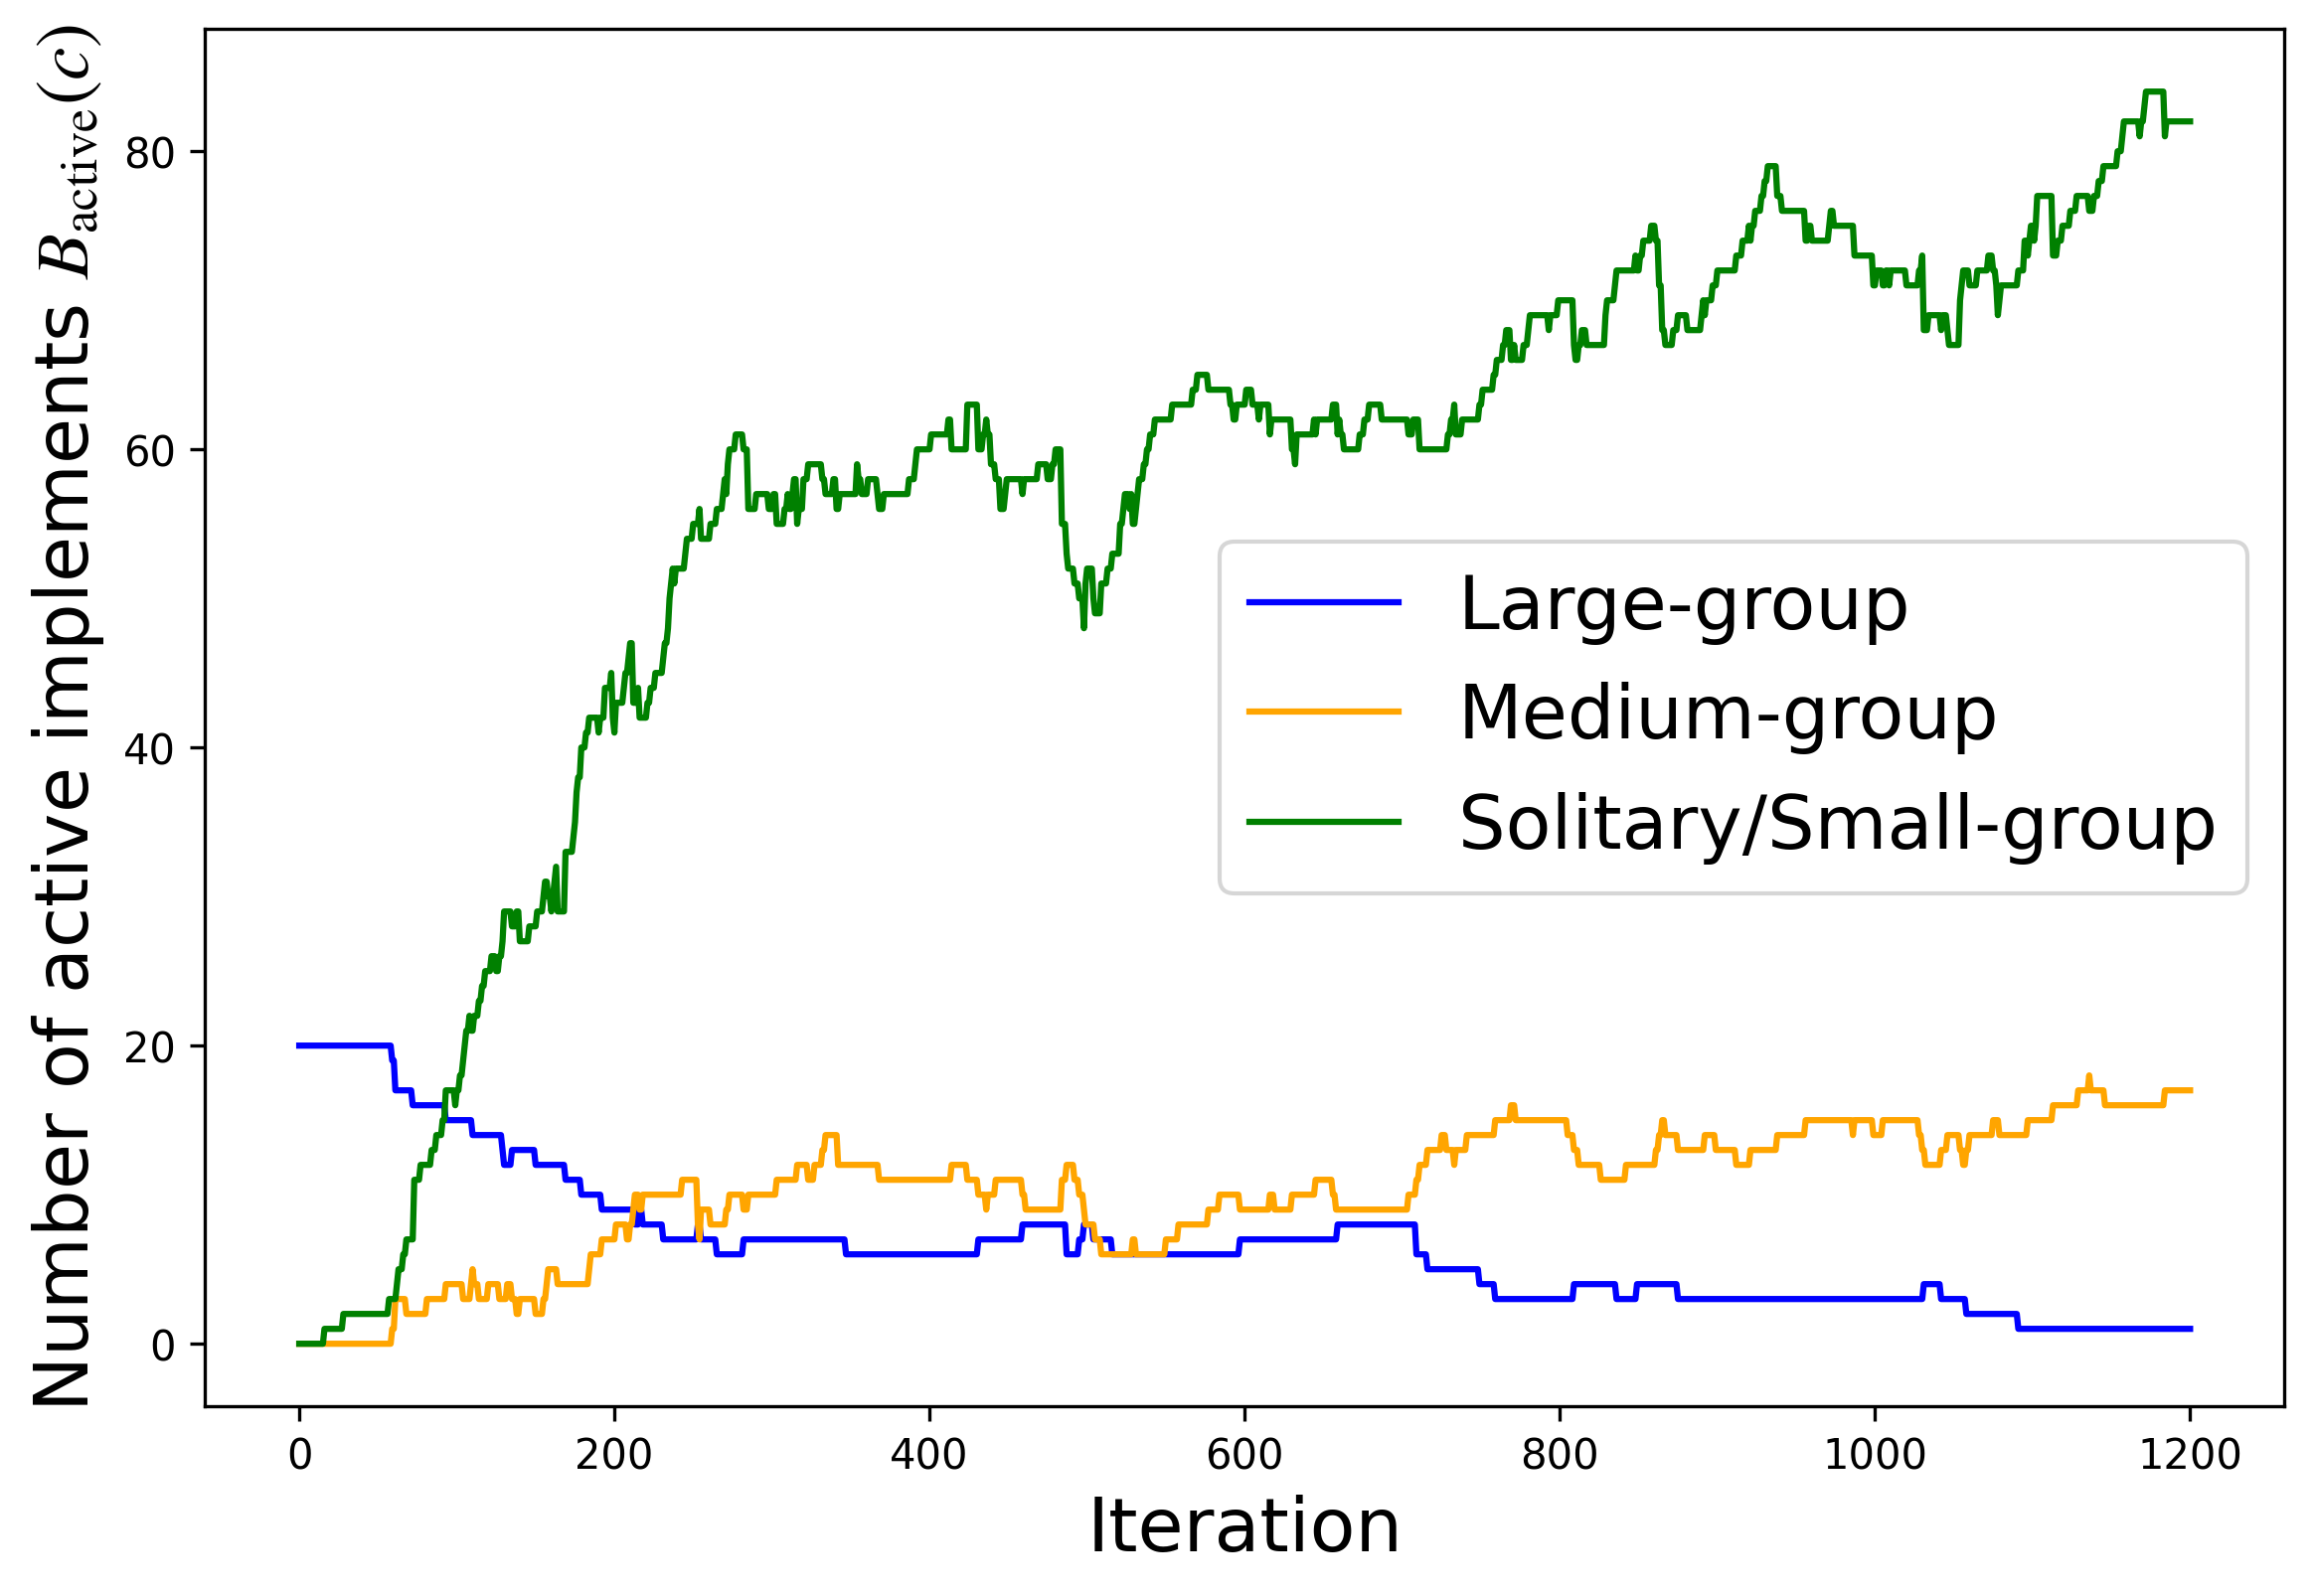 Number of active implements B_active(c)
80
60
40
20
0
Large-group
Medium-group
Solitary/Small-group
0 200 400 600 800 1000 1200
Iteration